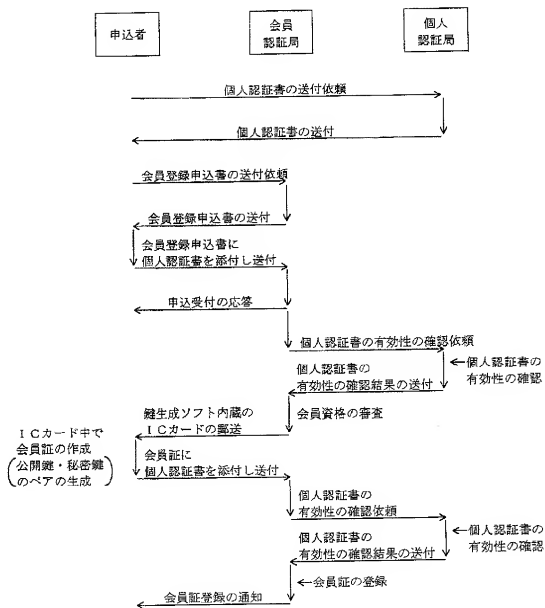 申込者
会員
認証局
個人
認証局
個人認証書の送付依頼
個人認証書の送付
会員登録申込書の送付依頼
会員登録申込書の送付
会員登録申込書に
個人認証書を添付し送付
申込受付の応答
個人認証書の有効性の確認依頼
個人認証書の
有効性の確認
個人認証書の
有効性の確認結果の送付
会員資格の審査
鍵生成ソフト内蔵の
ICカードの郵送
ICカード中で
会員証の作成
(公開鍵・秘密鍵
のペアの生成)
会員証に
個人認証書を添付し送付
個人認証書の
有効性の確認依頼
個人認証書の
有効性の確認
個人認証書の
有効性の確認結果の送付
会員証の登録
会員証登録の通知